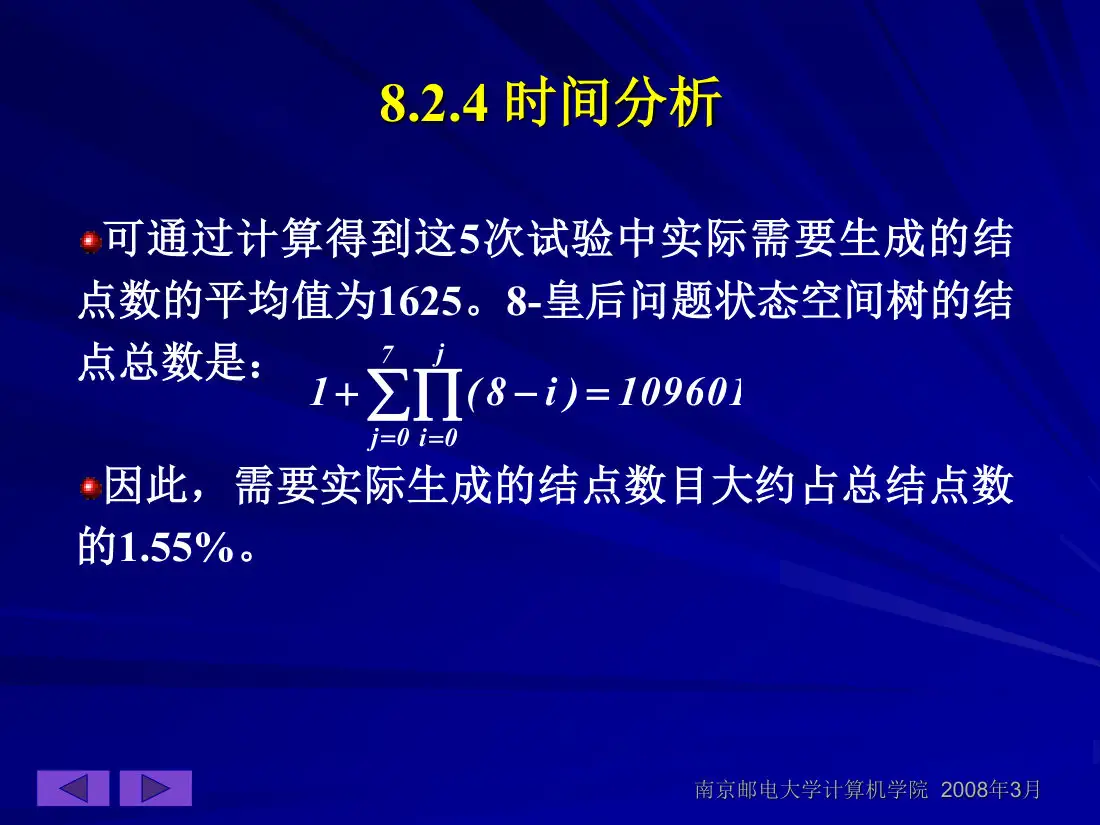 8.2.4 时间分析
可通过计算得到这5次试验中实际需要生成的结
点数的平均值为1625。8-皇后问题状态空间树的结
点总数是：
7 j
1+∑∏(8−i)=109601
j=0 i=0
因此，需要实际生成的结点数目大约占总结点数
的1.55%。
南京邮电大学计算机学院 2008年3月